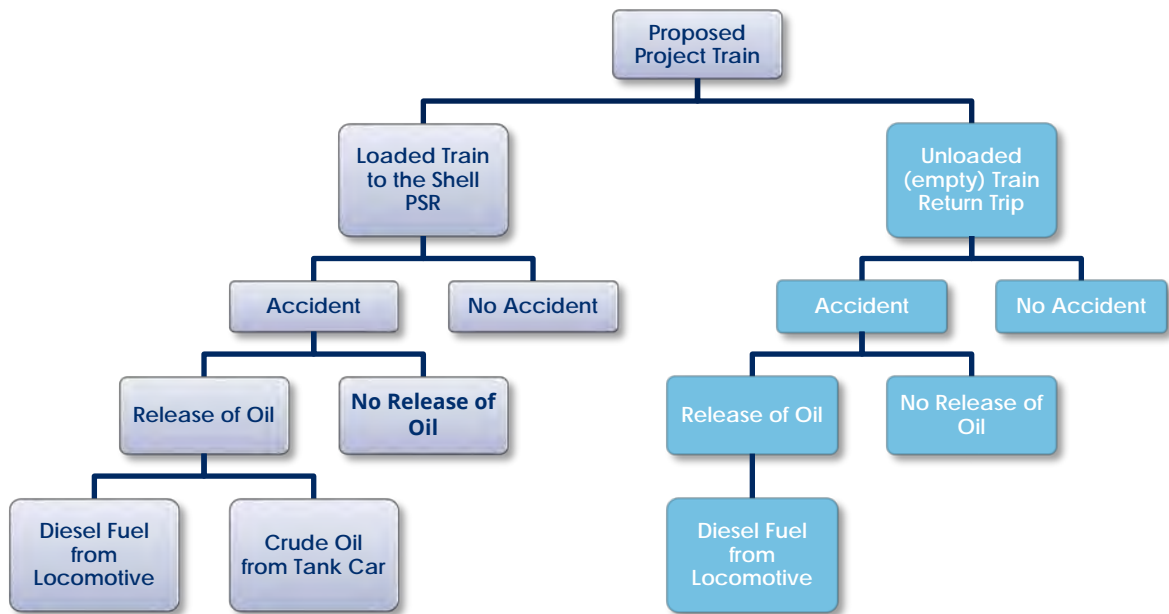 Proposed
Project Train
Loaded Train
to the Shell
PSR
Unloaded
(empty) Train
Return Trip
Accident
No Accident
Accident
No Accident
Release of Oil
No Release of
Oil
Release of Oil
No Release of
Oil
Diesel Fuel
from
Locomotive
Crude Oil
from Tank Car
Diesel Fuel
from
Locomotive